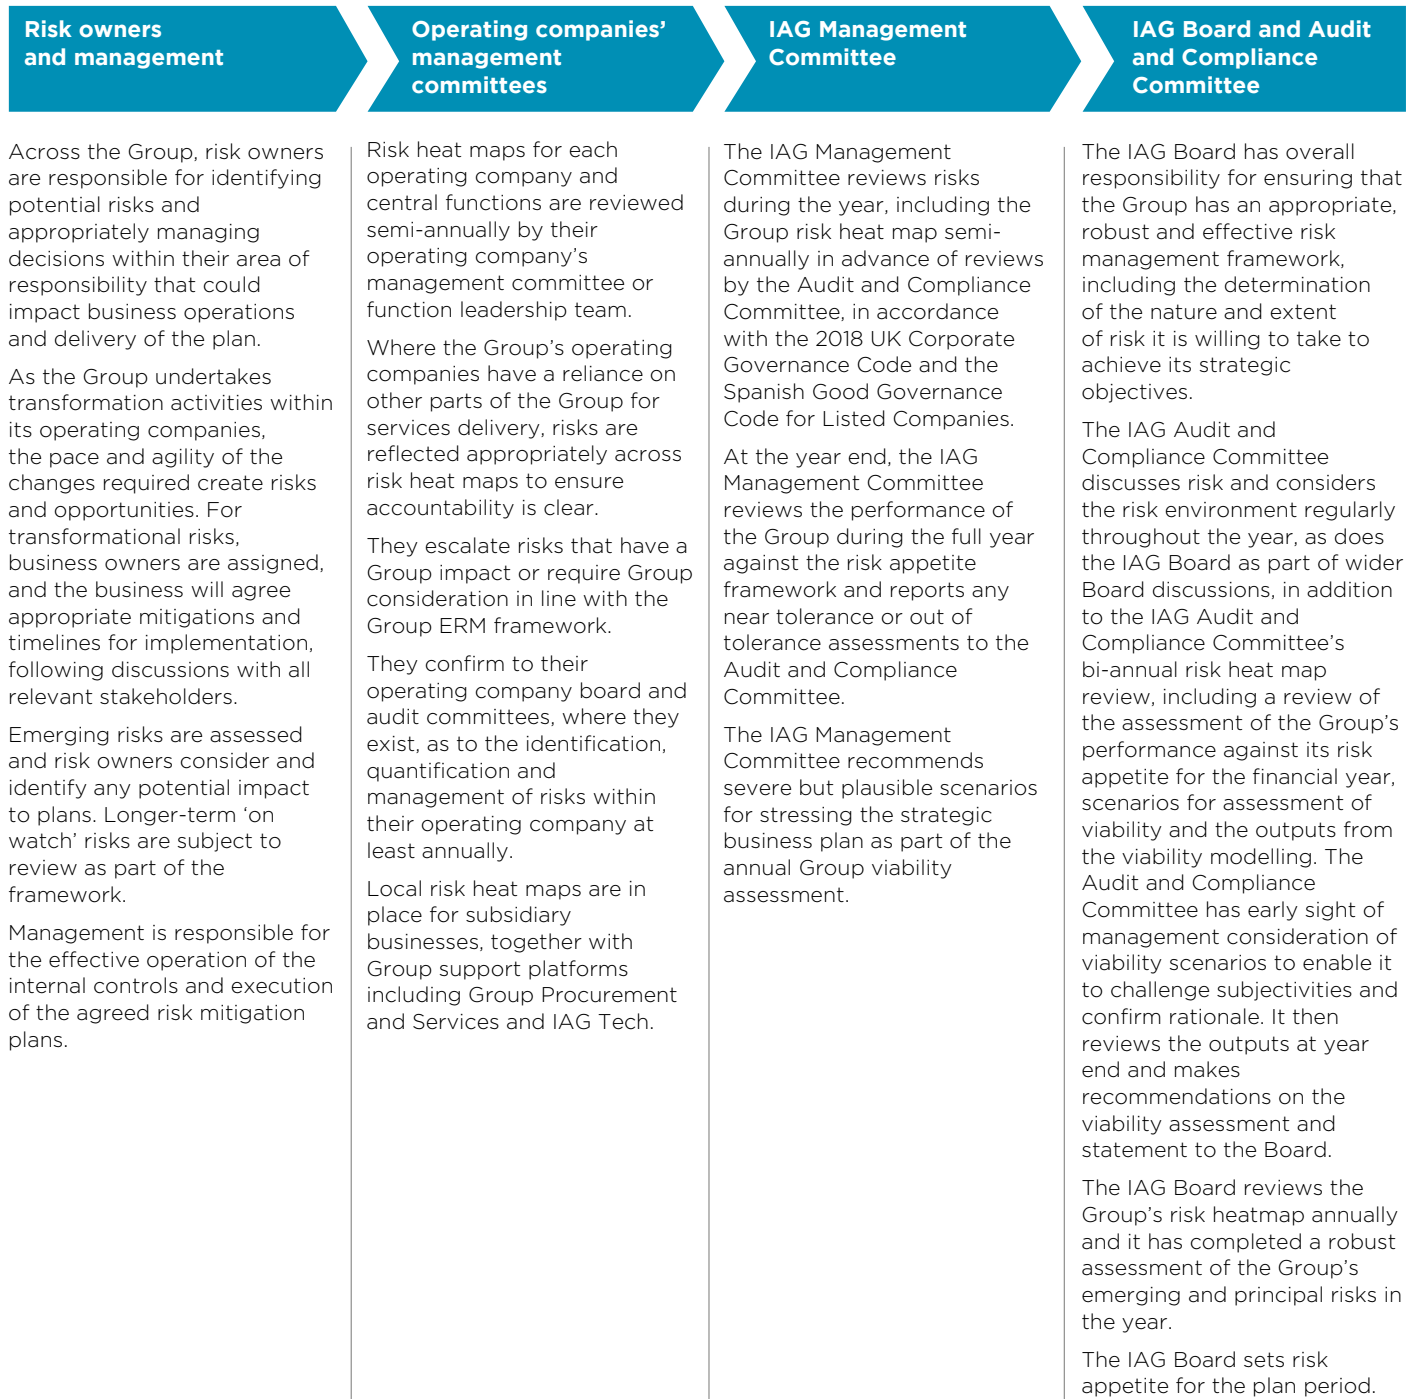 Risk owners
and management
Across the Group, risk owners
are responsible for identifying
potential risks and
appropriately managing
decisions within their area of
responsibility that could
impact business operations
and delivery of the plan.
As the Group undertakes
transformation activities within
its operating companies,
the pace and agility of the
changes required create risks
and opportunities. For
transformational risks,
business owners are assigned,
and the business will agree
appropriate mitigations and
timelines for implementation,
following discussions with all
relevant stakeholders.
Emerging risks are assessed
and risk owners consider and
identify any potential impact
to plans. Longer-term ‘on
watch’ risks are subject to
review as part of the
framework.
Management is responsible for
the effective operation of the
internal controls and execution
of the agreed risk mitigation
plans.
Operating companies’
management
committees
Risk heat maps for each
operating company and
central functions are reviewed
semi-annually by their
operating company’s
management committee or
function leadership team.
Where the Group’s operating
companies have a reliance on
other parts of the Group for
services delivery, risks are
reflected appropriately across
risk heat maps to ensure
accountability is clear.
They escalate risks that have a
Group impact or require Group
consideration in line with the
Group ERM framework.
They confirm to their
operating company board and
audit committees, where they
exist, as to the identification,
quantification and
management of risks within
their operating company at
least annually.
Local risk heat maps are in
place for subsidiary
businesses, together with
Group support platforms
including Group Procurement
and Services and IAG Tech.
IAG Management
Committee
The IAG Management
Committee reviews risks
during the year, including the
Group risk heat map semi-
annually in advance of reviews
by the Audit and Compliance
Committee, in accordance
with the 2018 UK Corporate
Governance Code and the
Spanish Good Governance
Code for Listed Companies.
At the year end, the IAG
Management Committee
reviews the performance of
the Group during the full year
against the risk appetite
framework and reports any
near tolerance or out of
tolerance assessments to the
Audit and Compliance
Committee.
The IAG Management
Committee recommends
severe but plausible scenarios
for stressing the strategic
business plan as part of the
annual Group viability
assessment.
IAG Board and Audit
and Compliance
Committee
The IAG Board has overall
responsibility for ensuring that
the Group has an appropriate,
robust and effective risk
management framework,
including the determination
of the nature and extent
of risk it is willing to take to
achieve its strategic
objectives.
The IAG Audit and
Compliance Committee
discusses risk and considers
the risk environment regularly
throughout the year, as does
the IAG Board as part of wider
Board discussions, in addition
to the IAG Audit and
Compliance Committee’s
bi-annual risk heat map
review, including a review of
the assessment of the Group’s
performance against its risk
appetite for the financial year,
scenarios for assessment of
viability and the outputs from
the viability modelling. The
Audit and Compliance
Committee has early sight of
management consideration of
viability scenarios to enable it
to challenge subjectivities and
confirm rationale. It then
reviews the outputs at year
end and makes
recommendations on the
viability assessment and
statement to the Board.
The IAG Board reviews the
Group’s risk heatmap annually
and it has completed a robust
assessment of the Group’s
emerging and principal risks in
the year.
The IAG Board sets risk
appetite for the plan period.